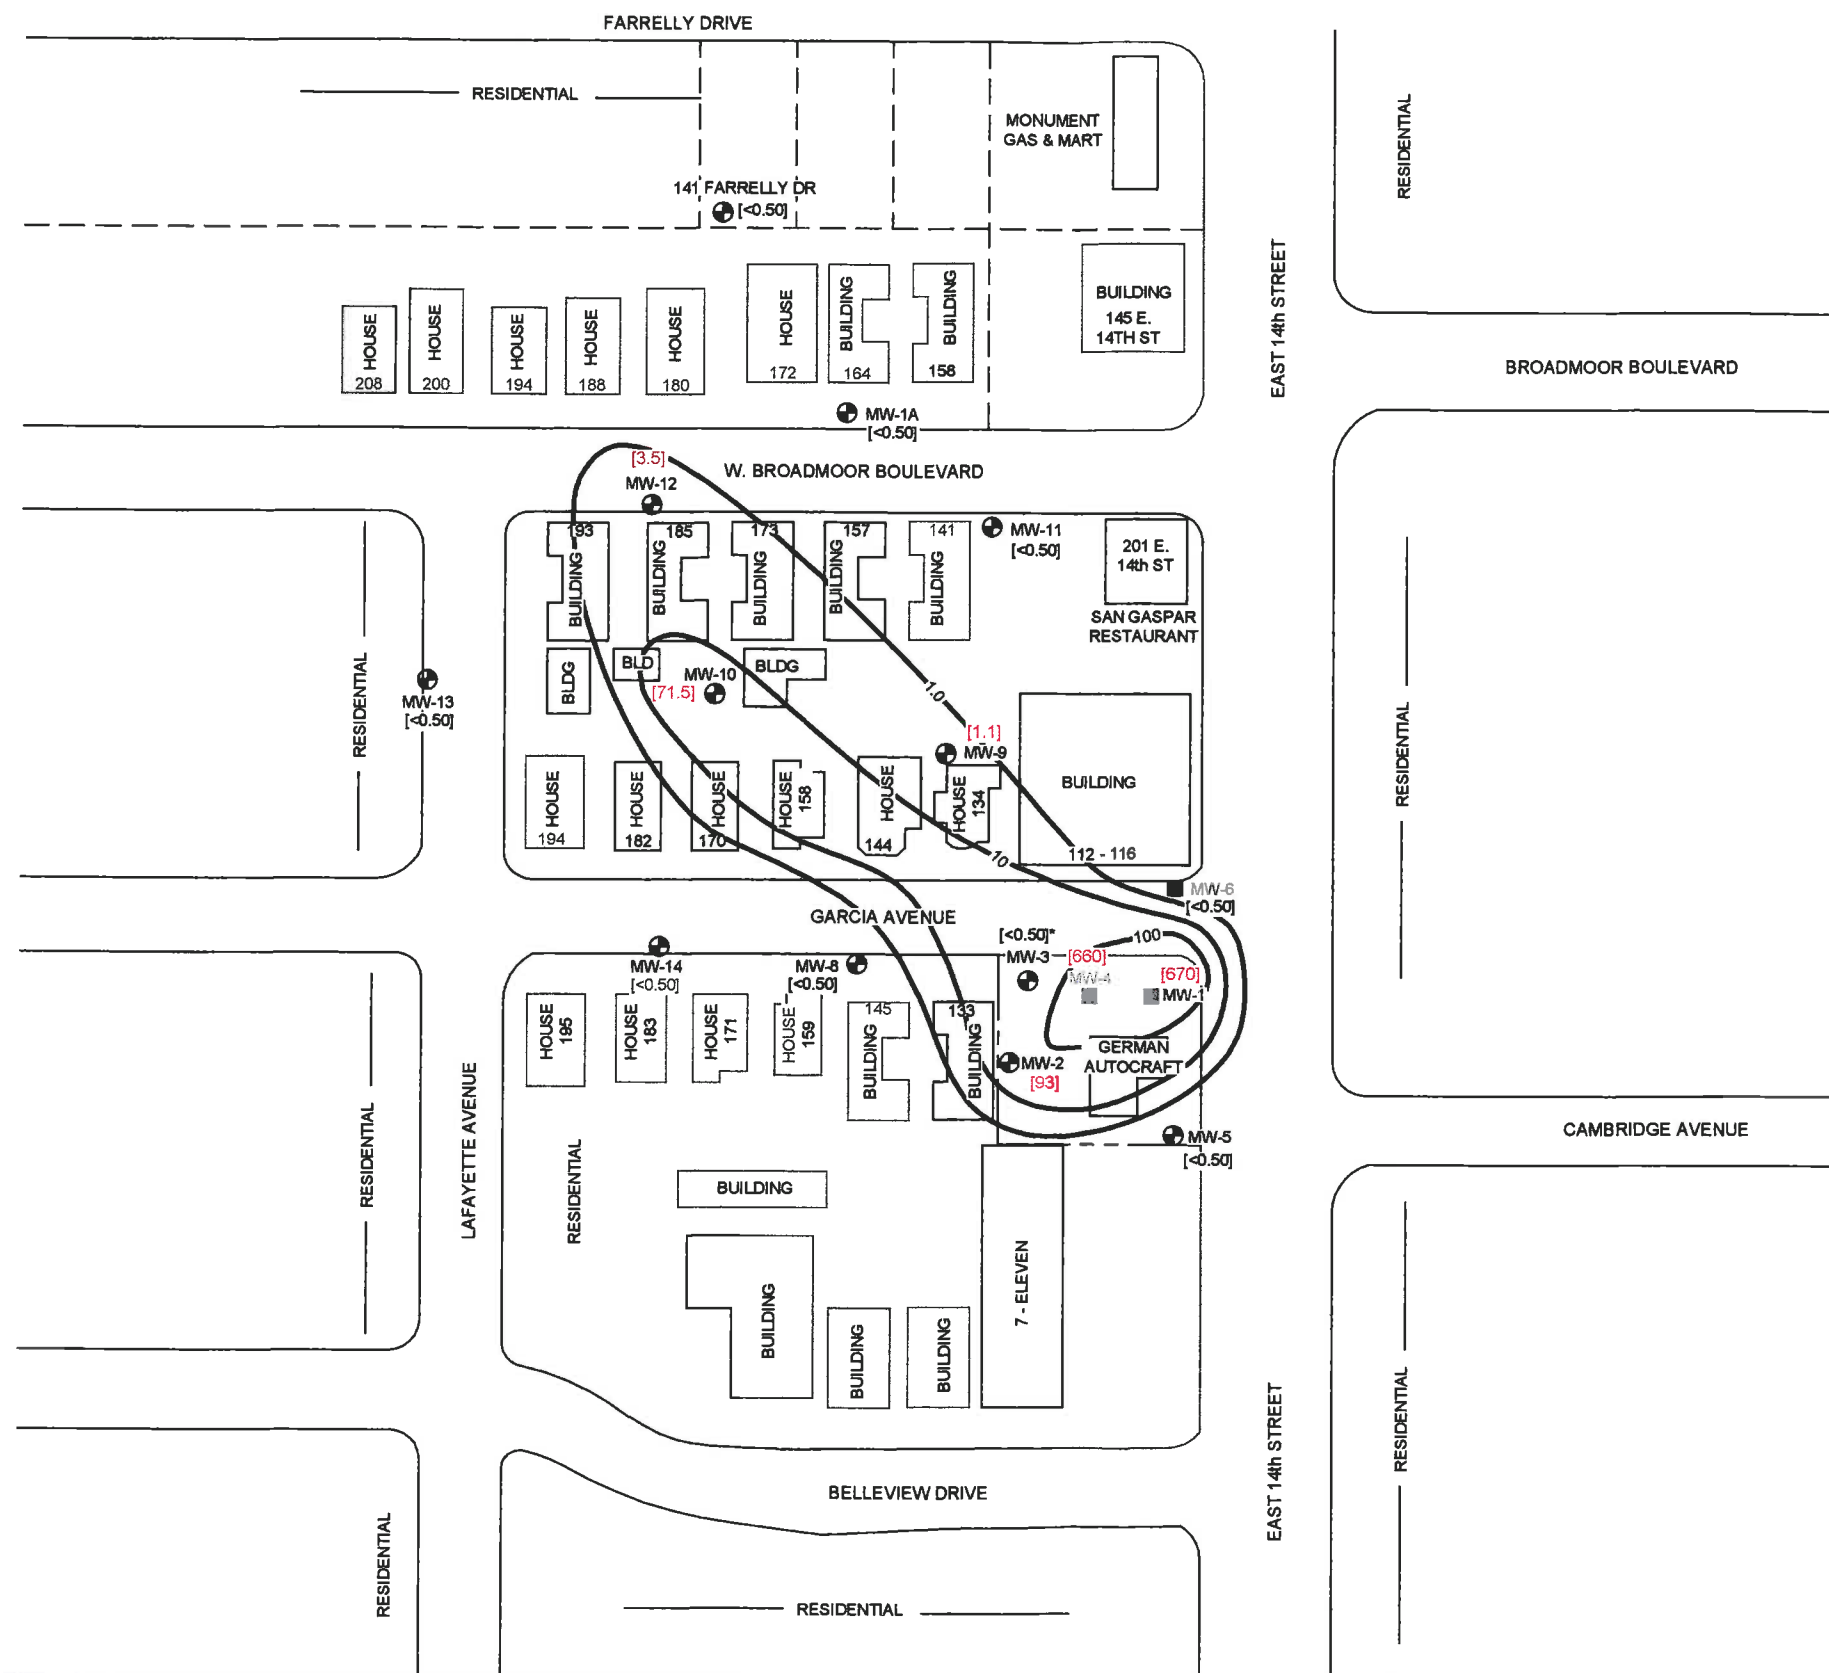 FARRELLY DRIVE
RESIDENTIAL
MONUMENT
GAS & MART
RESIDENTIAL
141 FARRELLY DR
[<0.50]
EAST 14th STREET
HOUSE
208
HOUSE
200
HOUSE
194
HOUSE
188
HOUSE
180
HOUSE
172
BUILDING
164
BUILDING
158
BUILDING
145 E.
14TH ST
BROADMOOR BOULEVARD
MW-1A
[<0.50]
[3.5]
W. BROADMOOR BOULEVARD
MW-12
193
BUILDING
185
BUILDING
173
BUILDING
157
BUILDING
141
BUILDING
MW-11
[<0.50]
201 E.
14th ST
SAN GASPAR
RESTAURANT
RESIDENTIAL
MW-13
[<0.50]
BLDG
BLD
MW-10
[71.5]
BLDG
1.0
[1.1]
MW-9
BUILDING
112 - 116
RESIDENTIAL
HOUSE
194
HOUSE
182
HOUSE
170
HOUSE
158
HOUSE
144
HOUSE
134
10
MW-6
[<0.50]
GARCIA AVENUE
MW-14
[<0.50]
MW-8
[<0.50]
[<0.50]*
MW-3
100
[660]
MW-4
[670]
MW-1
HOUSE
195
HOUSE
183
HOUSE
171
HOUSE
159
145
BUILDING
133
BUILDING
MW-2
[93]
GERMAN
AUTOCRAFT
RESIDENTIAL
LAFAYETTE AVENUE
RESIDENTIAL
MW-5
[<0.50]
CAMBRIDGE AVENUE
BUILDING
BUILDING
BUILDING
BUILDING
7 - ELEVEN
EAST 14th STREET
RESIDENTIAL
BELLEVIEW DRIVE
RESIDENTIAL
RESIDENTIAL